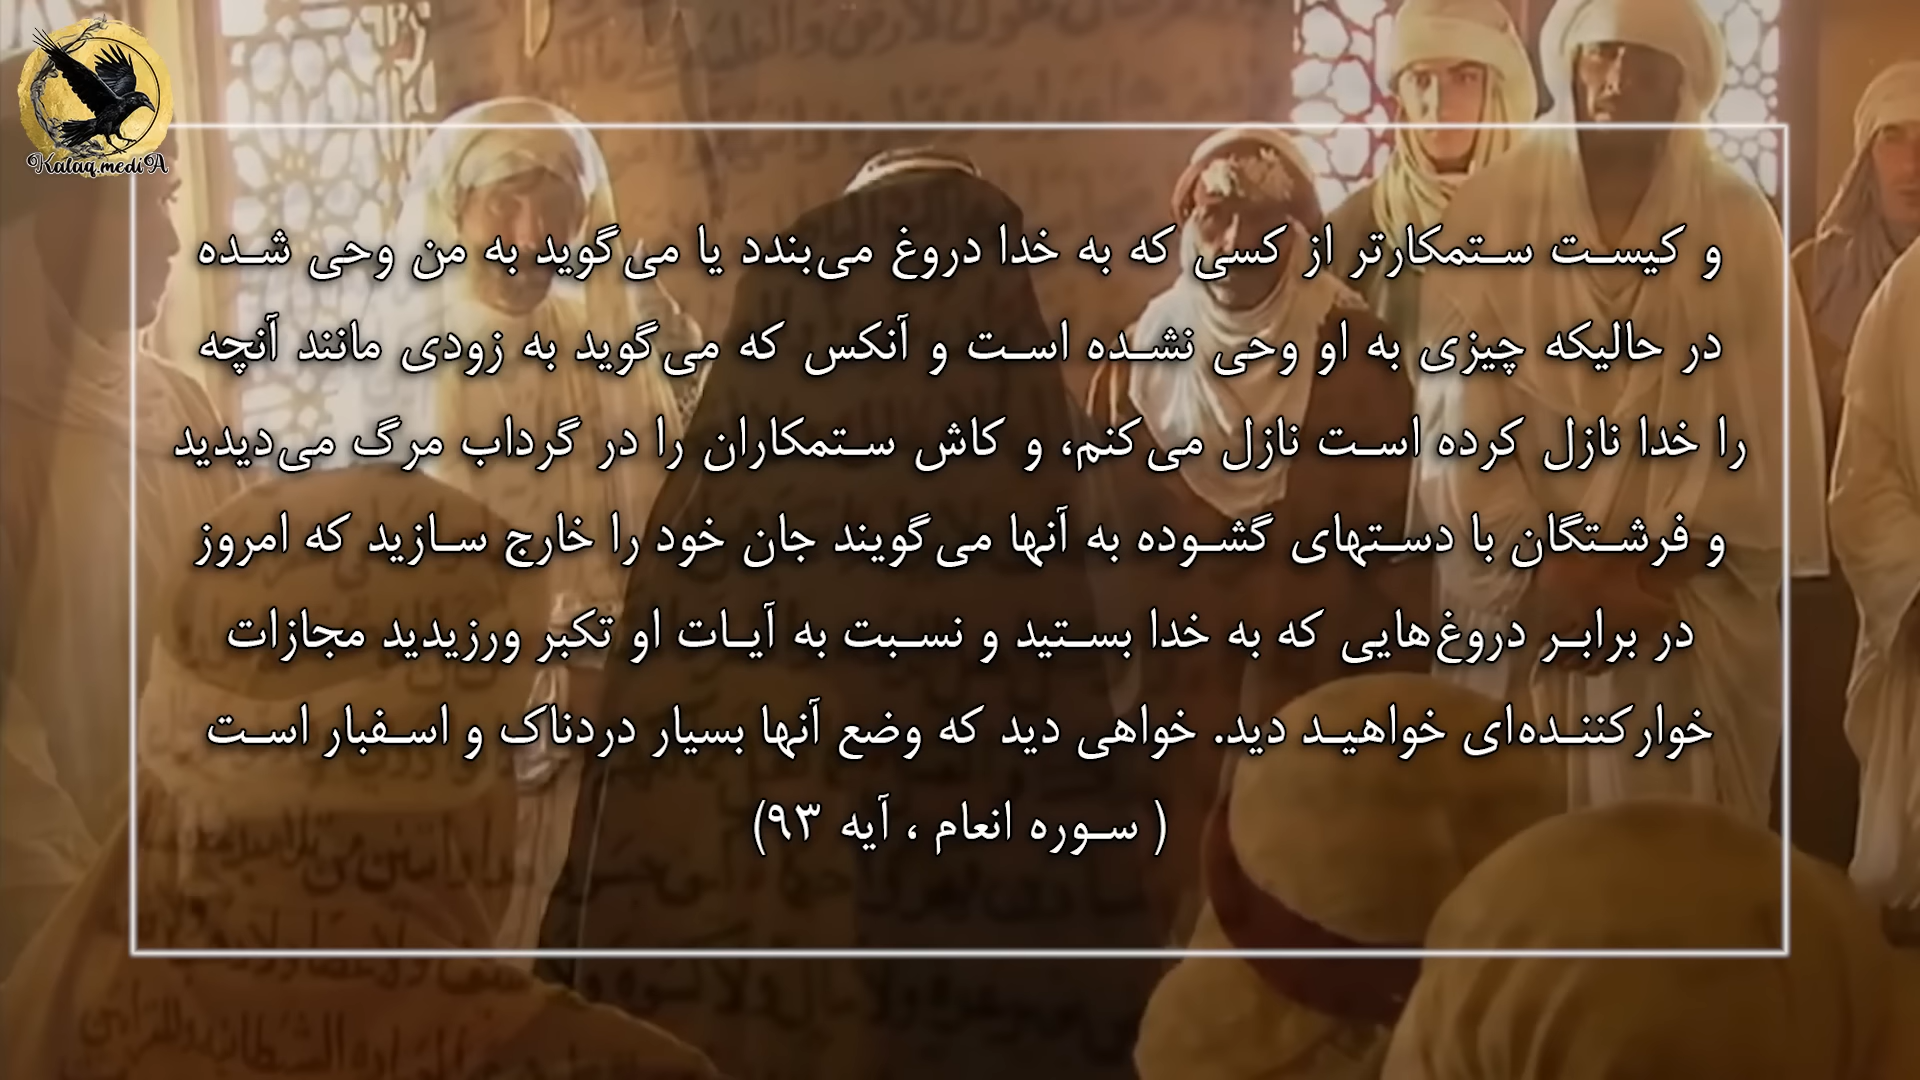 Kalaq.mediA
و کیست ستمکارتر از کسی که به خدا دروغ می‌بندد یا می‌گوید به من وحی شده
در حالیکه چیزی به او وحی نشده است و آنکس که می‌گوید به زودی مانند آنچه
را خدا نازل کرده است نازل می‌کنم، و کاش ستمکاران را در گرداب مرگ می‌دیدید
و فرشتگان با دستهای گشوده به آنها می‌گویند جان خود را خارج سازید که امروز
در برابر دروغ‌هایی که به خدا بستید و نسبت به آیات او تکبر ورزیدید مجازات
خوارکننده‌ای خواهید دید. خواهی دید که وضع آنها بسیار دردناک و اسفبار است
( سوره انعام ، آیه ۹۳)